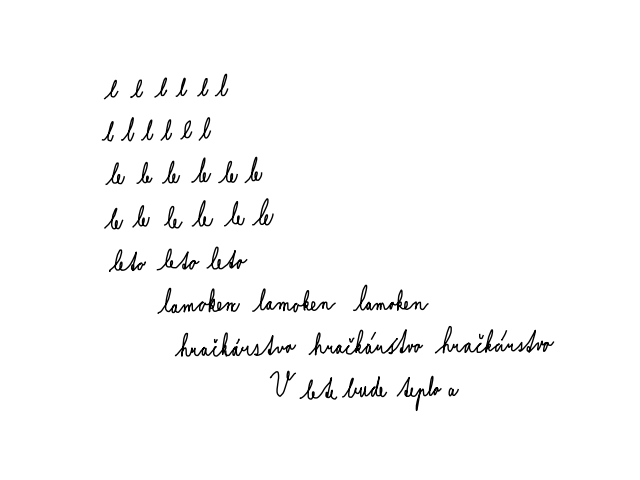 l l l l l l
l l l l l l
le le le le le le
le le le le le le
leto leto leto
lamoken lamoken lamoken
hračkárstvo hračkárstvo hračkárstvo
V lete bude teplo a